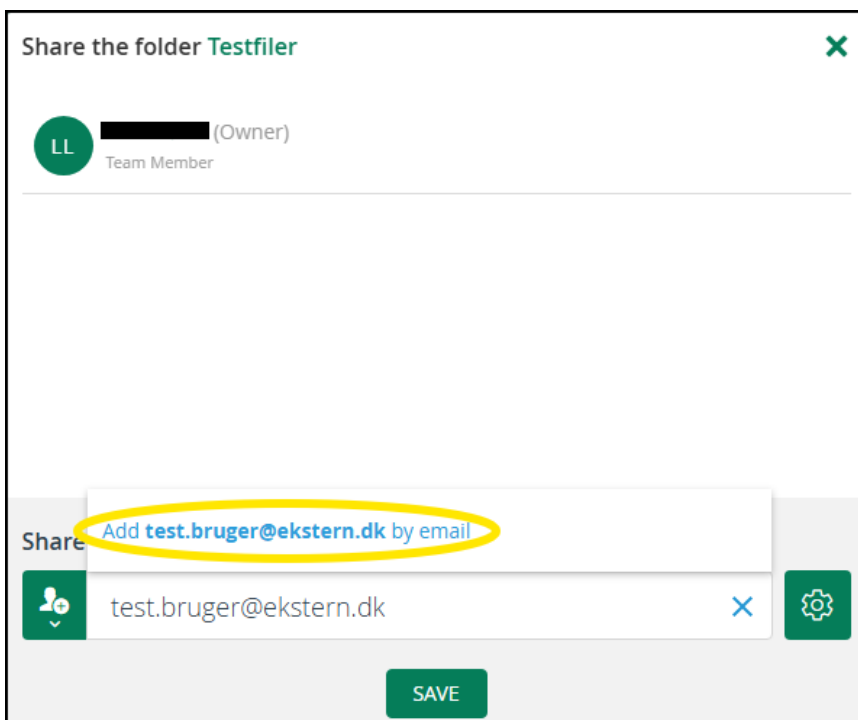 Share the folder Testfiler
LL
(Owner)
Team Member
Add test.bruger@ekstern.dk by email
Share
test.bruger@ekstern.dk
SAVE